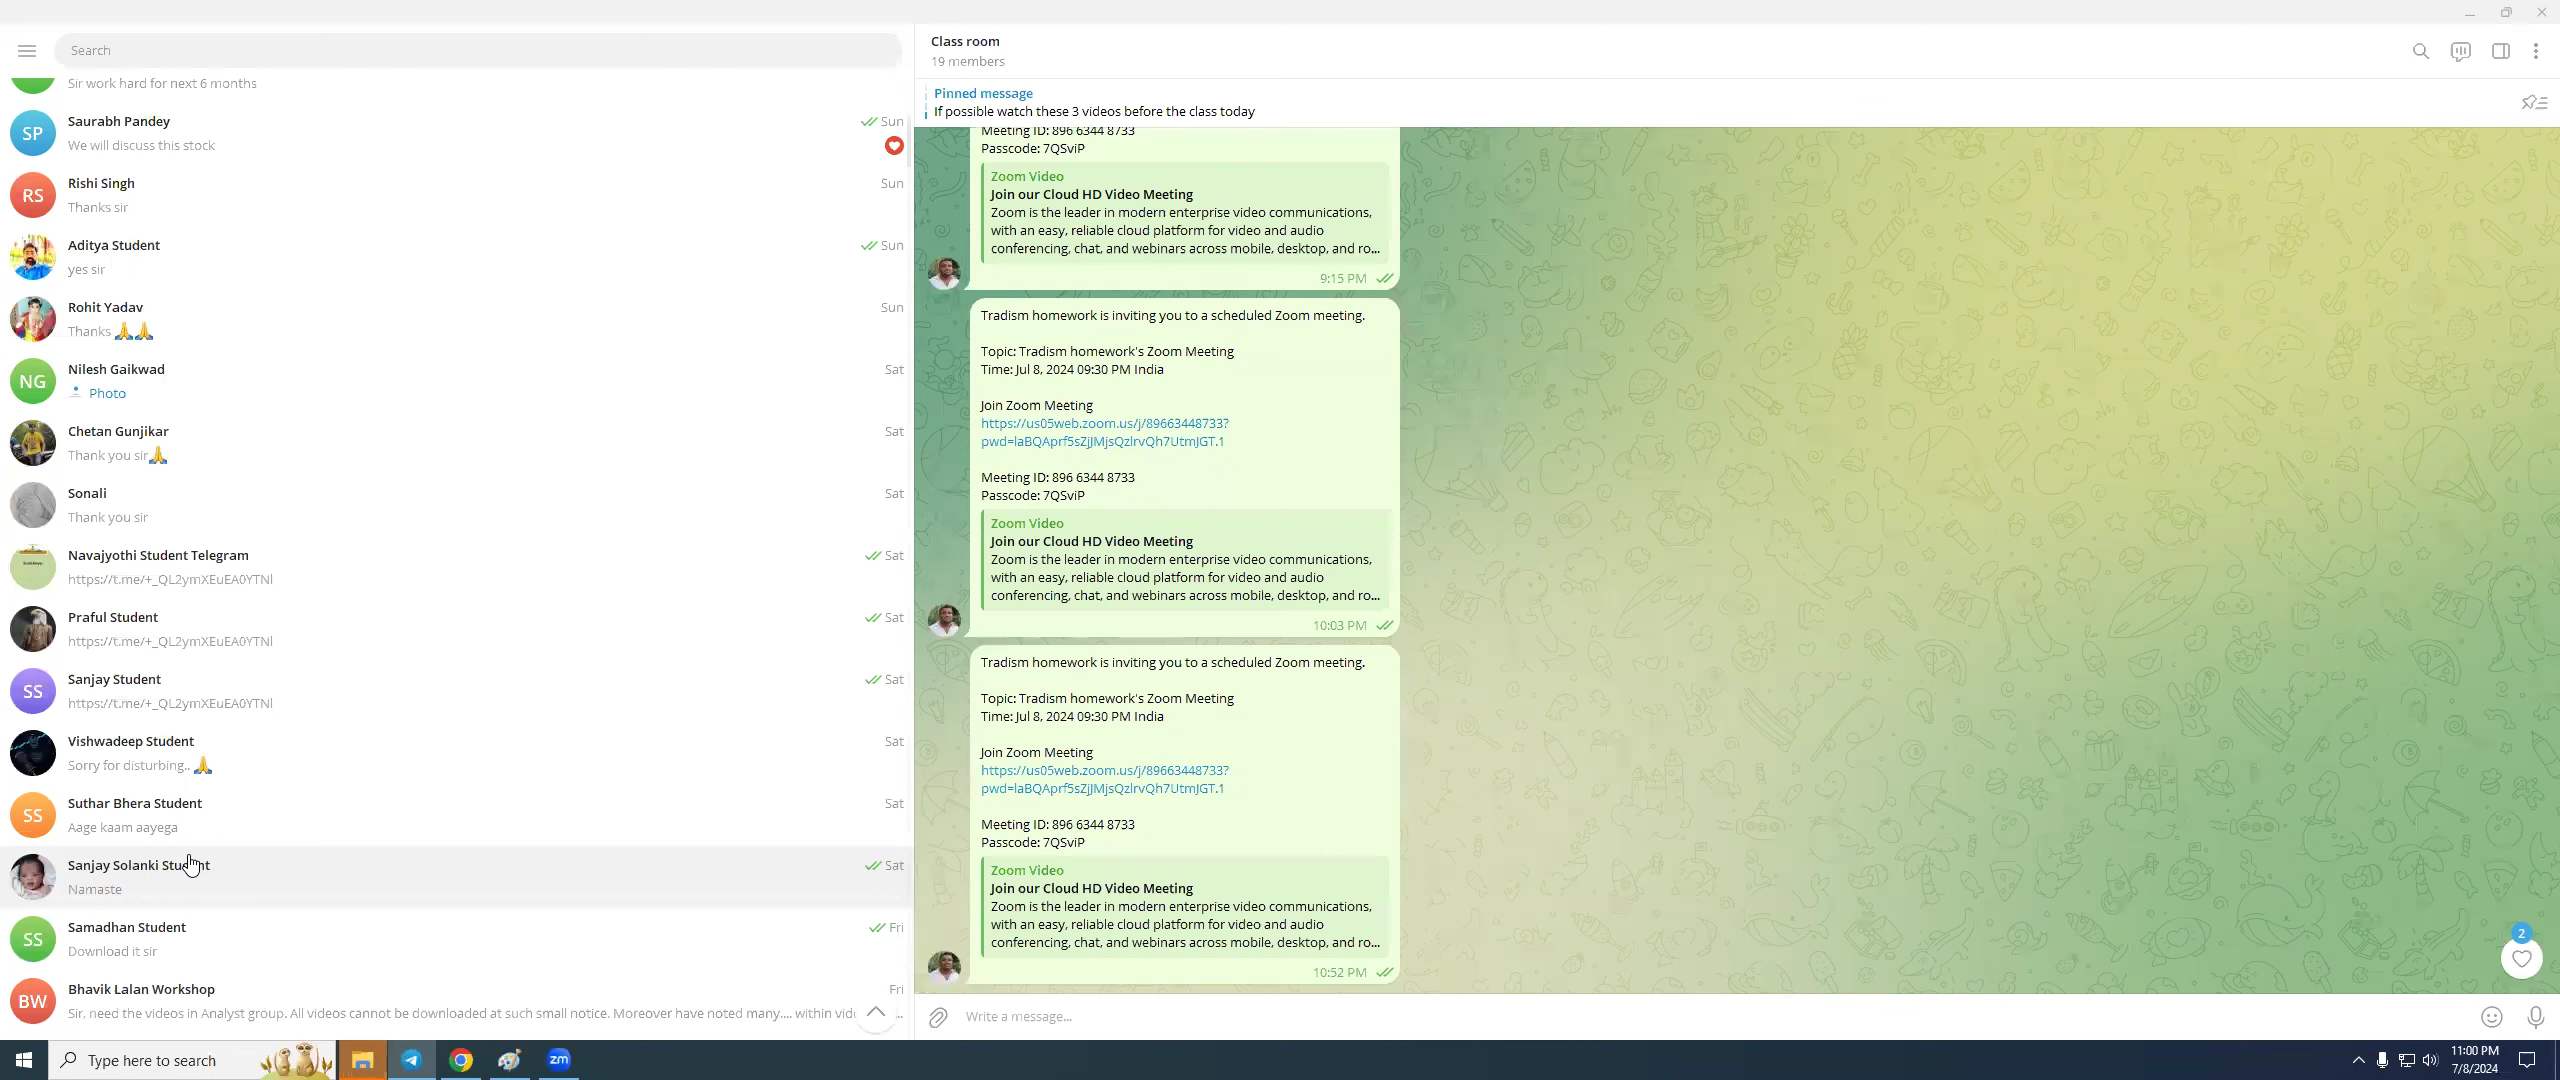 Search
Sir work hard for next 6 months
SP
Saurabh Pandey
Sun
We will discuss this stock
RS
Rishi Singh
Sun
Thanks sir
Aditya Student
Sun
yes sir
Rohit Yadav
Sun
Thanks 🙏🙏
NG
Nilesh Gaikwad
Sat
Photo
Chetan Gunjikar
Sat
Thank you sir🙏
Sonali
Sat
Thank you sir
Navajyothi Student Telegram
Sat
https://t.me/+_QL2ymXEuEA0YTNl
Praful Student
Sat
https://t.me/+_QL2ymXEuEA0YTNl
SS
Sanjay Student
Sat
https://t.me/+_QL2ymXEuEA0YTNl
Vishwadeep Student
Sat
Sorry for disturbing.. 🙏
SS
Suthar Bhera Student
Sat
Aage kaam aayega
Sanjay Solanki Student
Sat
Namaste
SS
Samadhan Student
Fri
Download it sir
BW
Bhavik Lalan Workshop
Fri
Sir, need the videos in Analyst group. All videos cannot be downloaded at such small notice. Moreover have noted many.... within
Class room
19 members
Pinned message
If possible watch these 3 videos before the class today
Meeting ID: 896 6344 8733
Passcode: 7QSviP
Zoom Video
Join our Cloud HD Video Meeting
Zoom is the leader in modern enterprise video communications,
with an easy, reliable cloud platform for video and audio
conferencing, chat, and webinars across mobile, desktop, and ro...
9:15 PM
Tradism homework is inviting you to a scheduled Zoom meeting.
Topic: Tradism homework's Zoom Meeting
Time: Jul 8, 2024 09:30 PM India
Join Zoom Meeting
https://us05web.zoom.us/j/89663448733?
pwd=laBQAprf5sZjJMjsQzlrvQh7UtmJGT.1
Meeting ID: 896 6344 8733
Passcode: 7QSviP
Zoom Video
Join our Cloud HD Video Meeting
Zoom is the leader in modern enterprise video communications,
with an easy, reliable cloud platform for video and audio
conferencing, chat, and webinars across mobile, desktop, and ro...
10:03 PM
Tradism homework is inviting you to a scheduled Zoom meeting.
Topic: Tradism homework's Zoom Meeting
Time: Jul 8, 2024 09:30 PM India
Join Zoom Meeting
https://us05web.zoom.us/j/89663448733?
pwd=laBQAprf5sZjJMjsQzlrvQh7UtmJGT.1
Meeting ID: 896 6344 8733
Passcode: 7QSviP
Zoom Video
Join our Cloud HD Video Meeting
Zoom is the leader in modern enterprise video communications,
with an easy, reliable cloud platform for video and audio
conferencing, chat, and webinars across mobile, desktop, and ro...
10:52 PM
2
Write a message...
Type here to search
zm
11:00 PM
7/8/2024